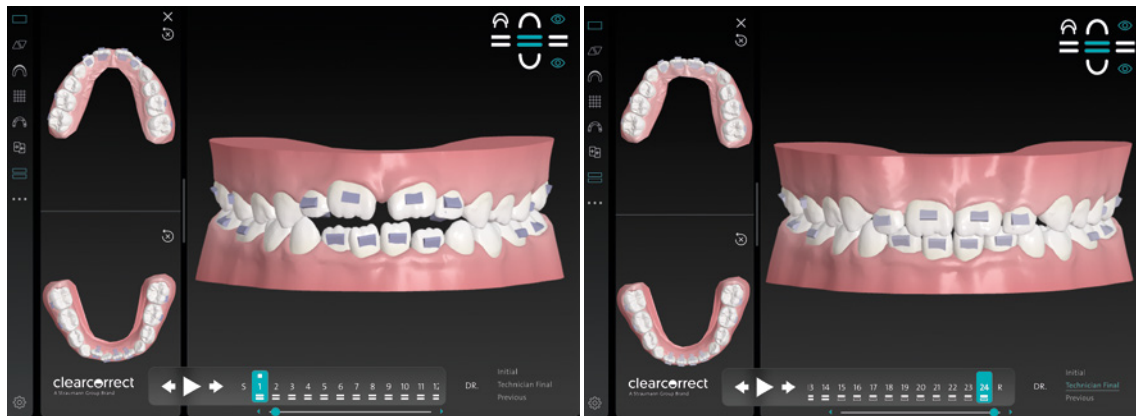 clearcorrect
A Straumann Group Brand
S 1 2 3 4 5 6 7 8 9 10 11 12
DR.
Initial
Technician Final
Previous
clearcorrect
A Straumann Group Brand
13 14 15 16 17 18 19 20 21 22 23 24 R
DR.
Initial
Technician Final
Previous